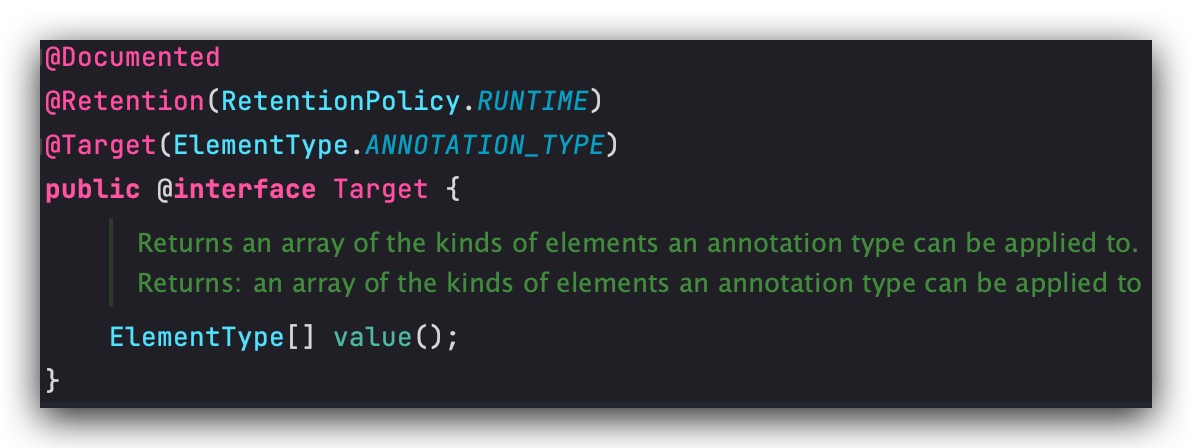 @Documented
@Retention(RetentionPolicy.RUNTIME)
@Target(ElementType.ANNOTATION_TYPE)
public @interface Target {
Returns an array of the kinds of elements an annotation type can be applied to.
Returns: an array of the kinds of elements an annotation type can be applied to
ElementType[] value();
}